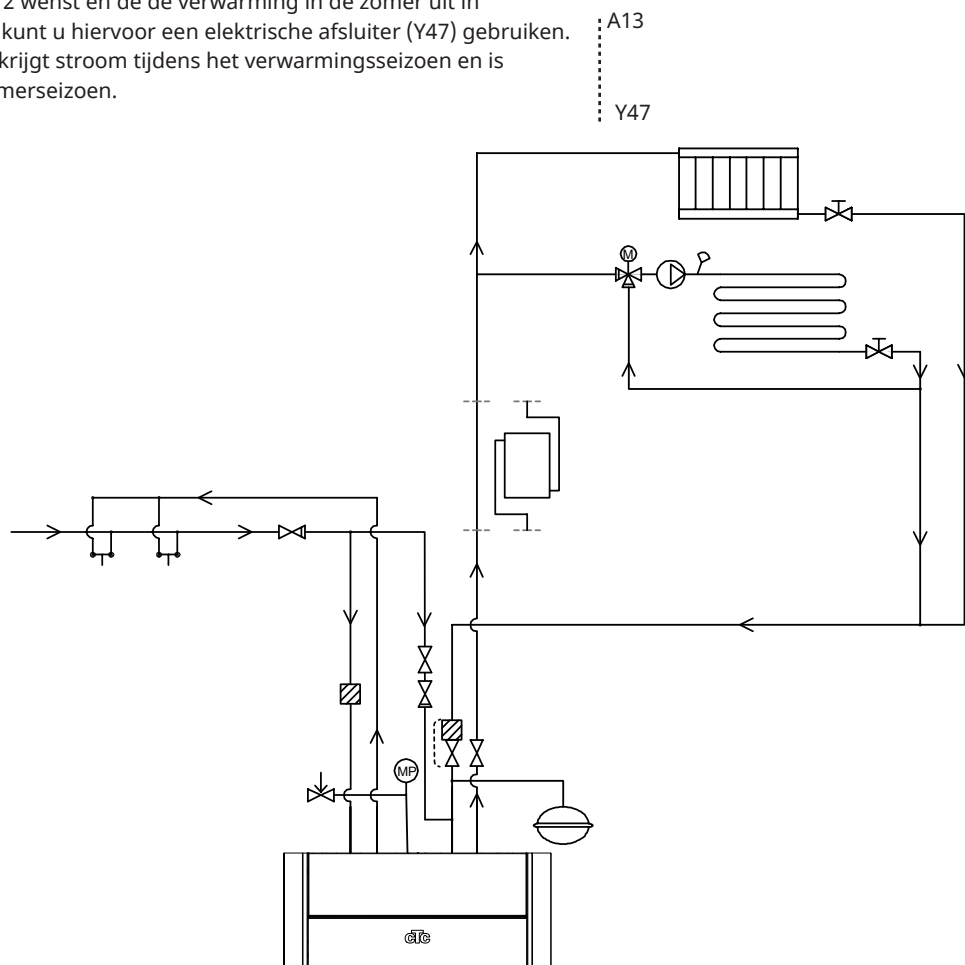 2 wenst en de de verwarming in de zomer uit in
kunt u hiervoor een elektrische afsluiter (Y47) gebruiken.
krijgt stroom tijdens het verwarmingsseizoen en is
merseizoen.
A13
Y47
M
MP
CTC